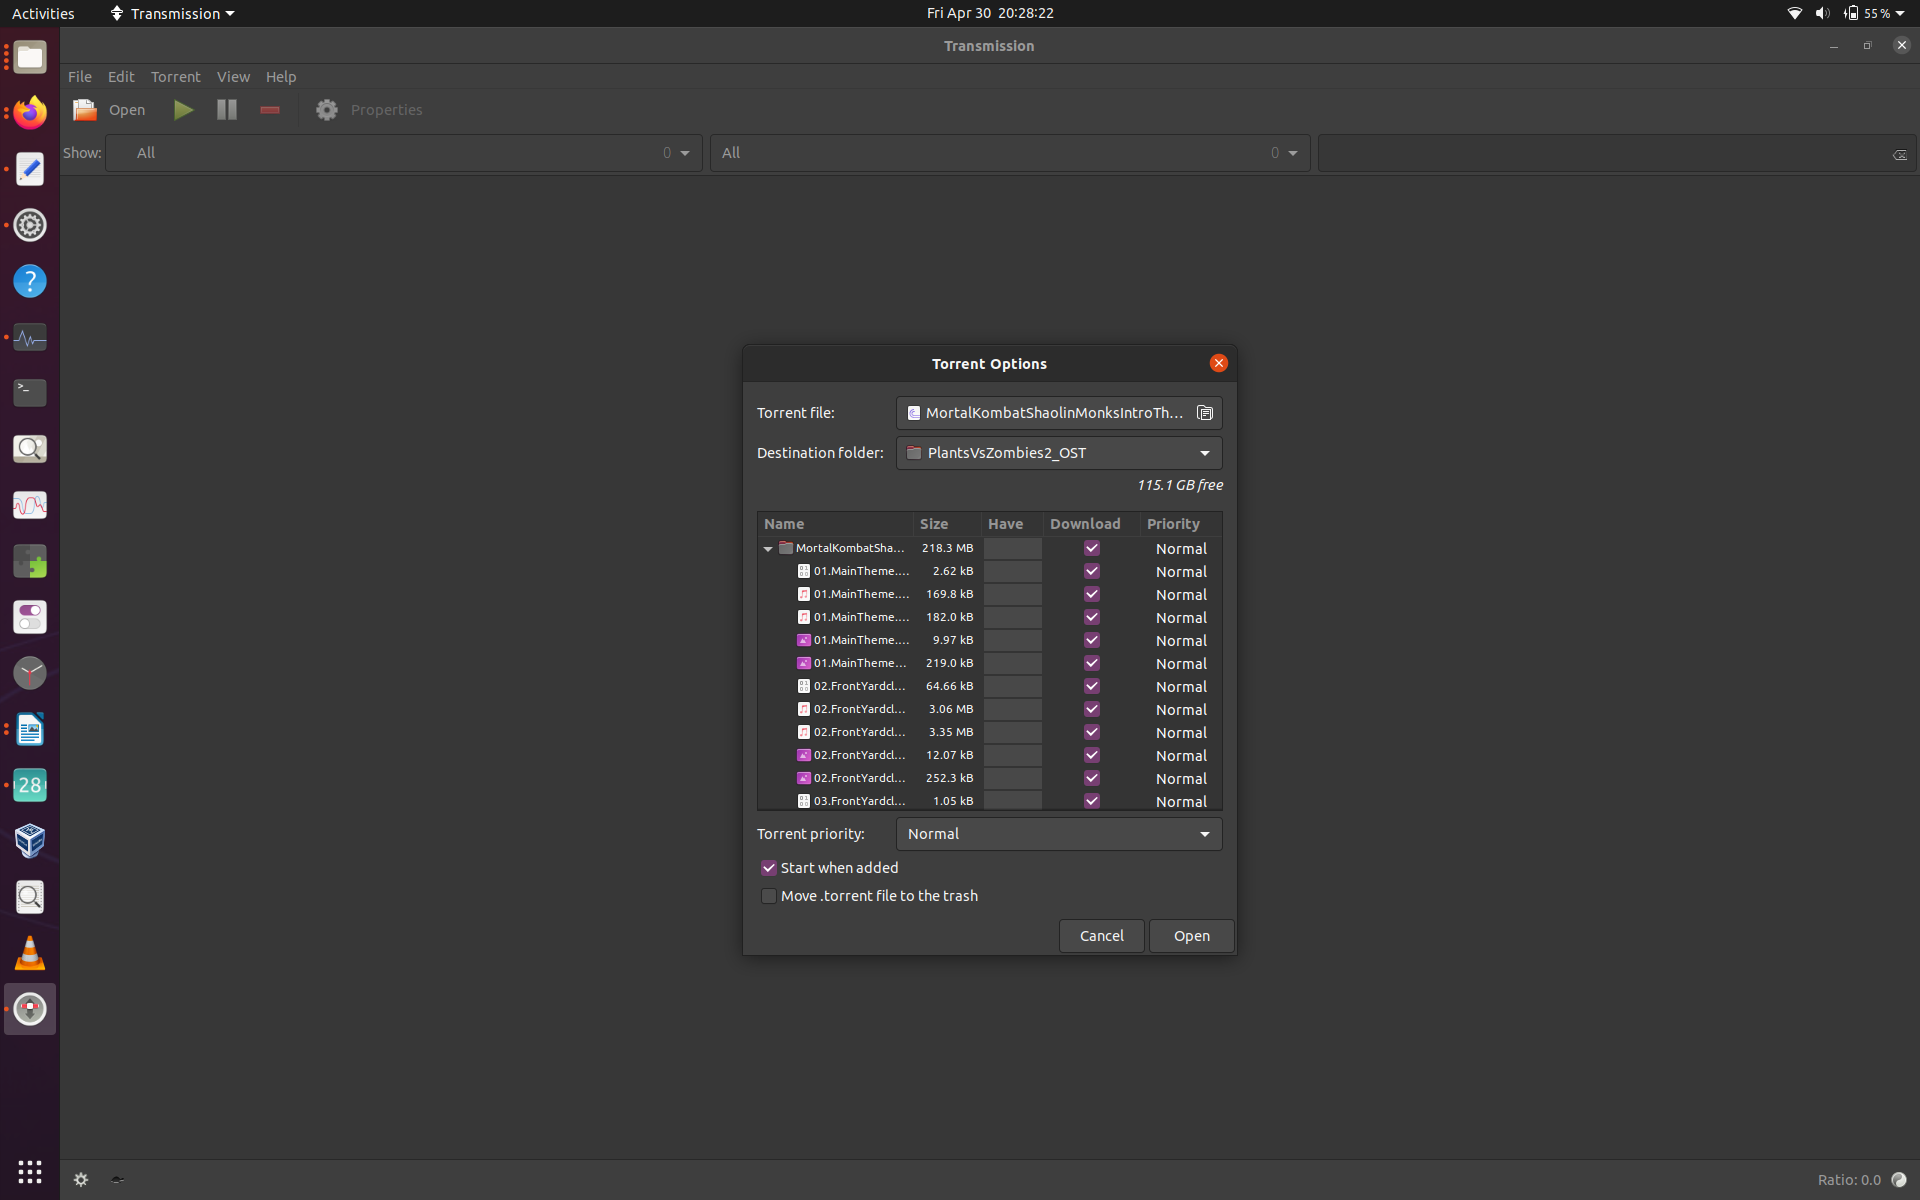 Activities Transmission Fri Apr 30 20:28:22 55 %
Transmission
File Edit Torrent View Help
Open Properties
Show: All 0 All 0
Torrent Options
Torrent file: MortalKombatShaolinMonksIntroTh...
Destination folder: PlantsVsZombies2_OST
115.1 GB free
Name Size Have Download Priority
MortalKombatSha... 218.3 MB Normal
01.MainTheme.... 2.62 kB Normal
01.MainTheme.... 169.8 kB Normal
01.MainTheme.... 182.0 kB Normal
01.MainTheme.... 9.97 kB Normal
01.MainTheme... 219.0 kB Normal
02.FrontYardcl... 64.66 kB Normal
02.FrontYardcl... 3.06 MB Normal
02.FrontYardcl... 3.35 MB Normal
02.FrontYardcl... 12.07 kB Normal
02.FrontYardcl... 252.3 kB Normal
03.FrontYardcl... 1.05 kB Normal
28
Torrent priority: Normal
Start when added
Move .torrent file to the trash
Cancel Open
Ratio: 0.0